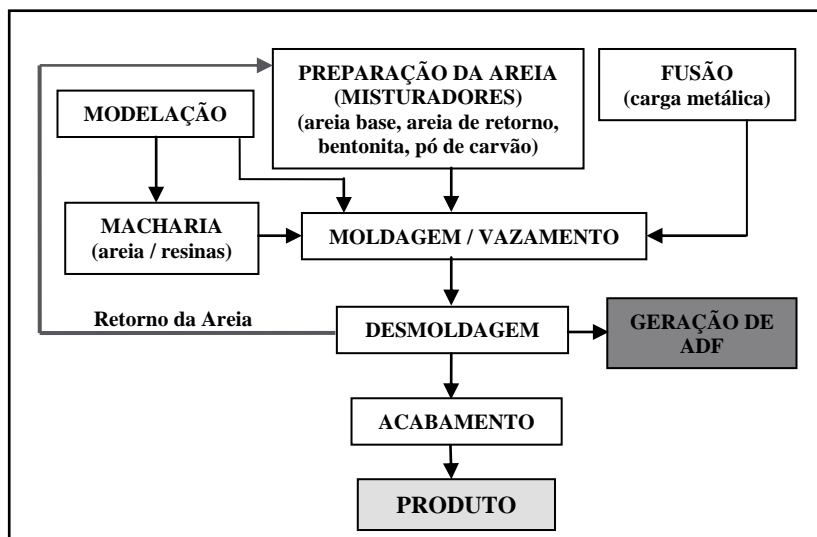 PREPARAÇÃO DA AREIA
(MISTURADORES)
(areia base, areia de retorno,
bentonita, pó de carvão)
FUSÃO
(carga metálica)
MODELAÇÃO
MACHARIA
(areia / resinas)
MOLDAGEM / VAZAMENTO
Retorno da Areia
DESMOLDAGEM
GERAÇÃO DE
ADF
ACABAMENTO
PRODUTO